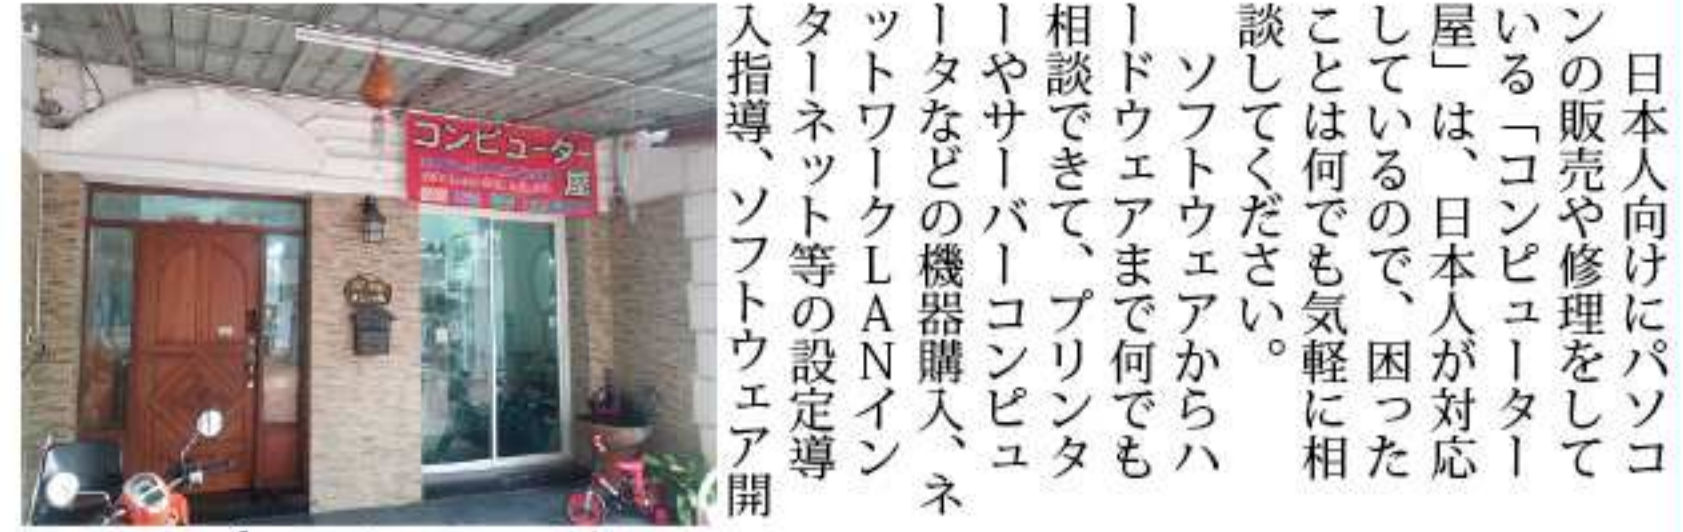 日本人向けにパソコ
ンの販売や修理をして
いる「コンピューター
屋」は、日本人が対応
しているので、困った
ことは何でも気軽に相
談してください。
ソフトウェアからハ
ードウェアまで何でも
相談できて、プリンタ
ーやサーバーコンピュ
ータなどの機器購入、ネ
ットワークLANイン
ターネット等の設定導
入指導、ソフトウェア開
コンピューター
屋